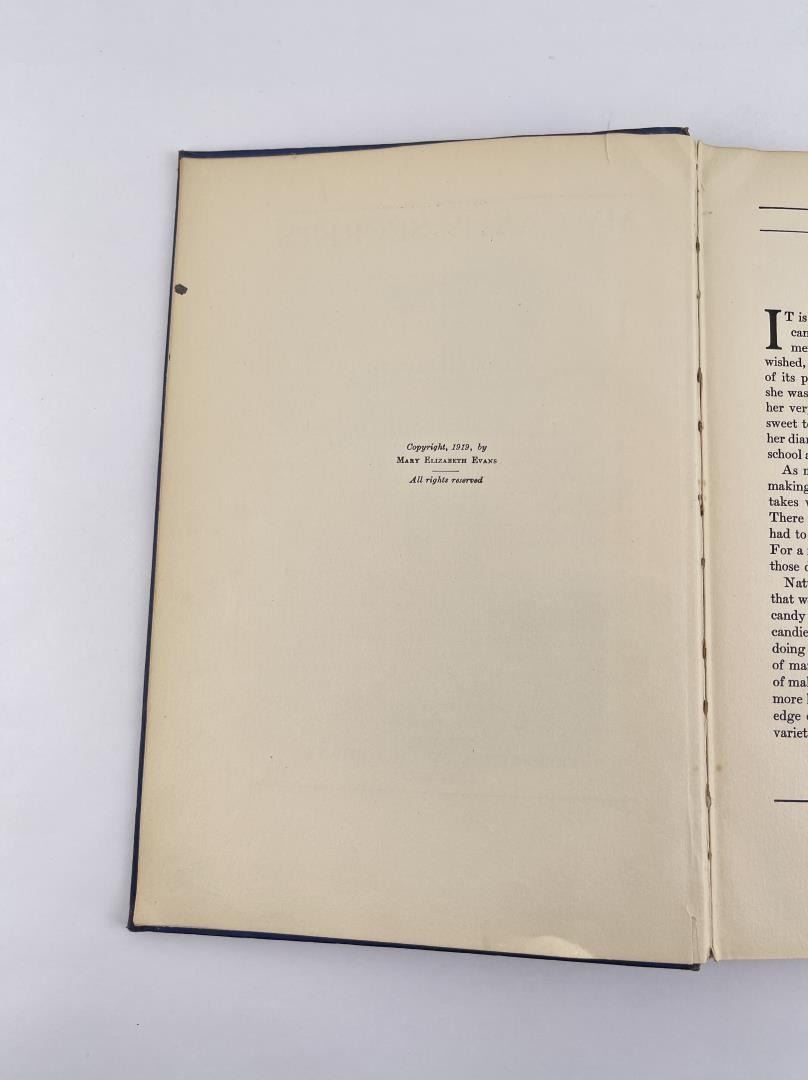 Copyright, 1919, by
MARY ELIZABETH EVANS
All rights reserved
IT is
can
me
wished,
of its p
she was
her ver
sweet t
her dia
school a
As m
making
takes v
There
had to
For a
those
Nat
that w
candy
candie
doing
of ma
of mal
more
edge
variet